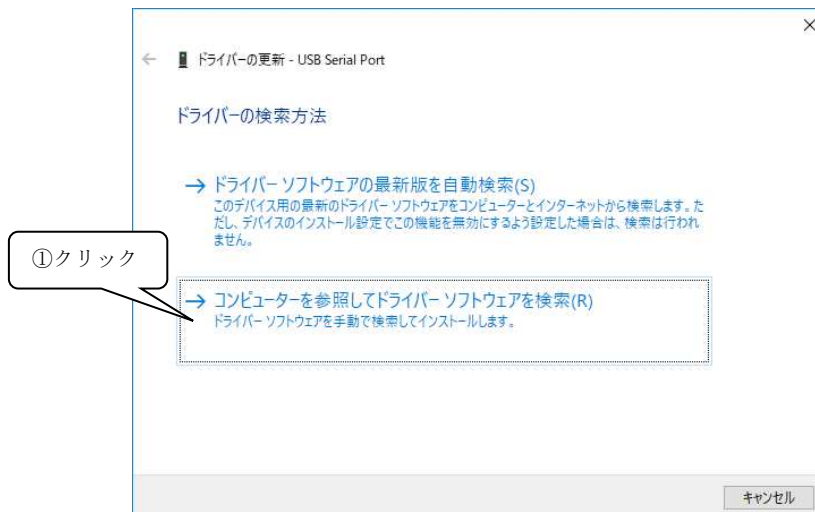 ドライバーの更新 - USB Serial Port
ドライバーの検索方法
→ ドライバー ソフトウェアの最新版を自動検索(S)
このデバイス用の最新のドライバー ソフトウェアをコンピューターとインターネットから検索します。た
だし、デバイスのインストール設定でこの機能を無効にするよう設定した場合は、検索は行われ
ません。
①クリック
→ コンピューターを参照してドライバー ソフトウェアを検索(R)
ドライバー ソフトウェアを手動で検索してインストールします。
キャンセル